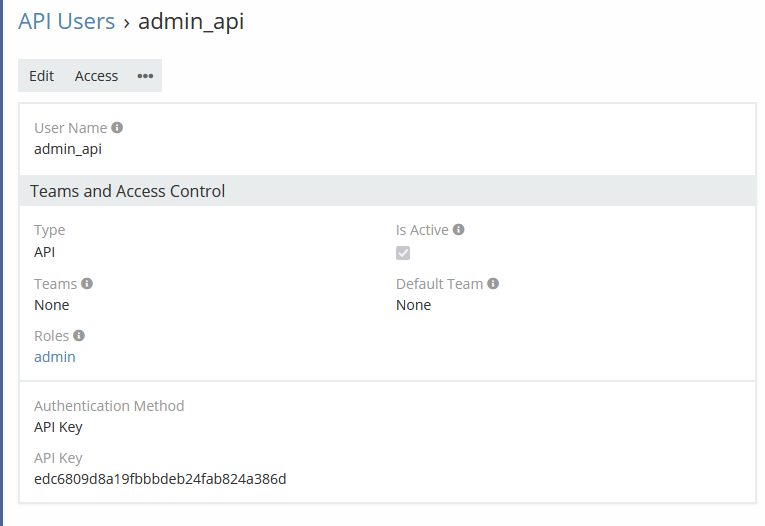 API Users › admin_api
Edit Access •••
User Name
admin_api
Teams and Access Control
Type
API
Is Active
Teams
None
Default Team
None
Roles
admin
Authentication Method
API Key
API Key
edc6809d8a19fbbbdeb24fab824a386d